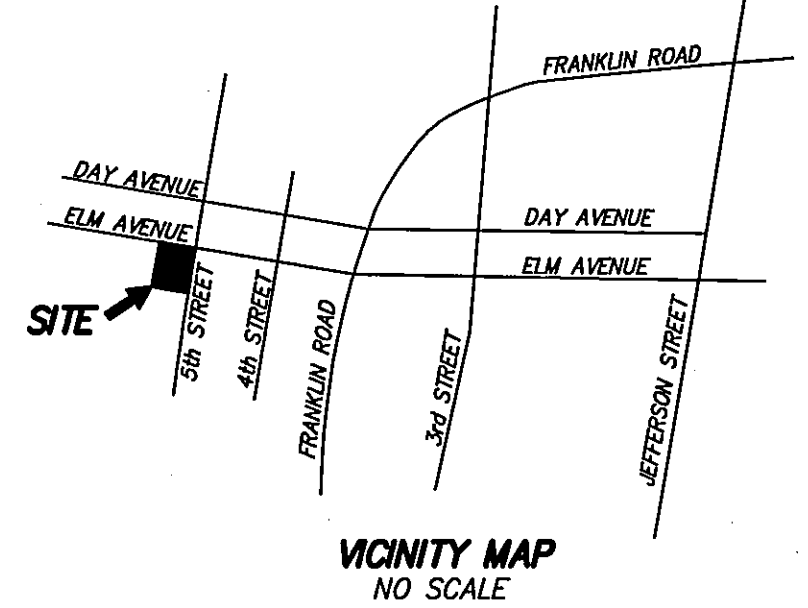 FRANKLIN ROAD
DAY AVENUE
ELM AVENUE
DAY AVENUE
ELM AVENUE
SITE
5th STREET
4th STREET
FRANKLIN ROAD
3rd STREET
JEFFERSON STREET
VICINITY MAP
NO SCALE